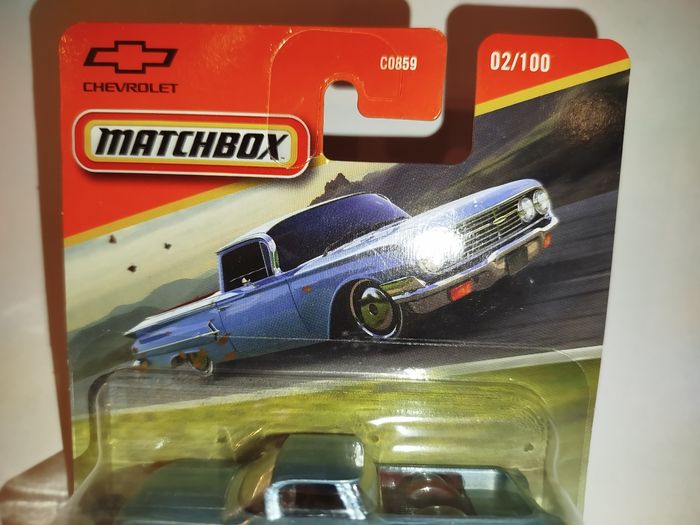 CHEVROLET
C0859
02/100
MATCHBOX